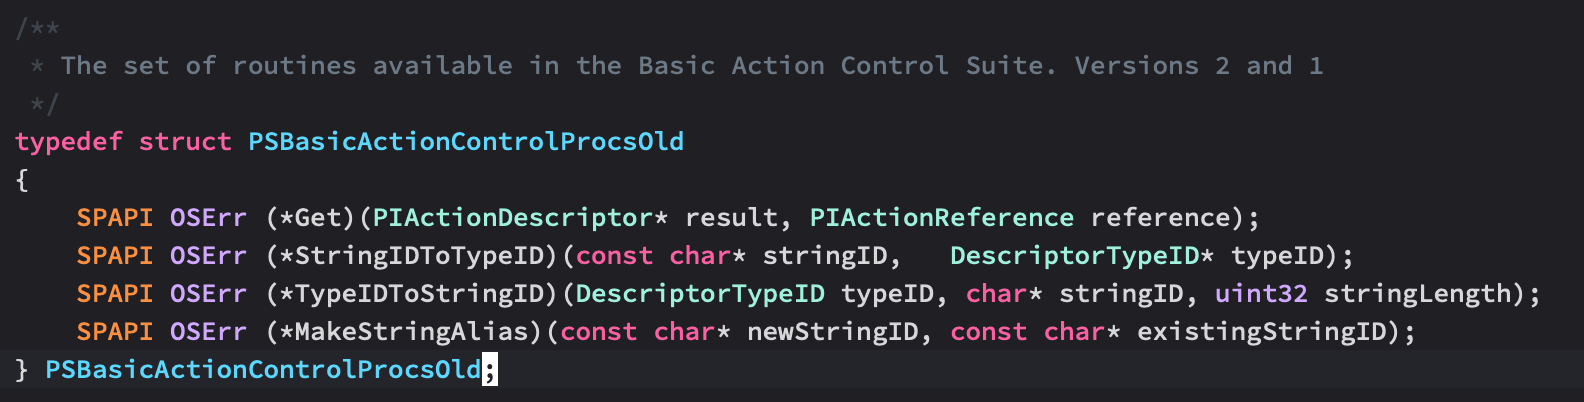 /**
 * The set of routines available in the Basic Action Control Suite. Versions 2 and 1
 */
typedef struct PSBasicActionControlProcsOld
{
    SPAPI OSErr (*Get)(PIActionDescriptor* result, PIActionReference reference);
    SPAPI OSErr (*StringIDToTypeID)(const char* stringID,   DescriptorTypeID* typeID);
    SPAPI OSErr (*TypeIDToStringID)(DescriptorTypeID typeID, char* stringID, uint32 stringLength);
    SPAPI OSErr (*MakeStringAlias)(const char* newStringID, const char* existingStringID);
} PSBasicActionControlProcsOld;